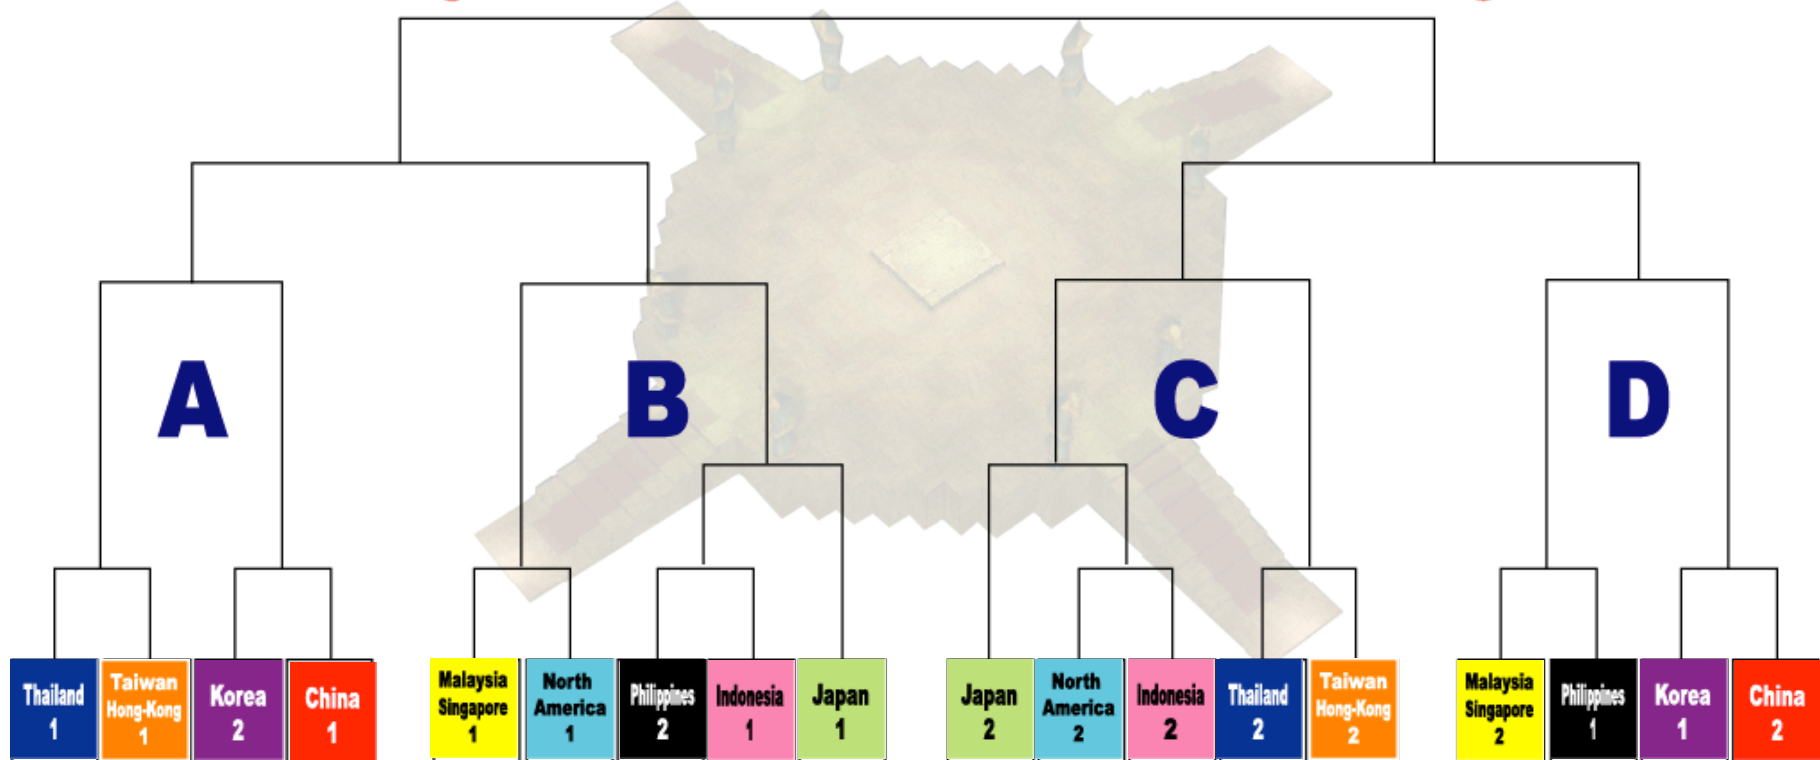 A
B
C
D
Thailand
1
Taiwan
Hong-Kong
1
Korea
2
China
1
Malaysia
Singapore
1
North
America
1
Philippines
2
Indonesia
1
Japan
1
Japan
2
North
America
2
Indonesia
2
Thailand
2
Taiwan
Hong-Kong
2
Malaysia
Singapore
2
Philippines
1
Korea
1
China
2